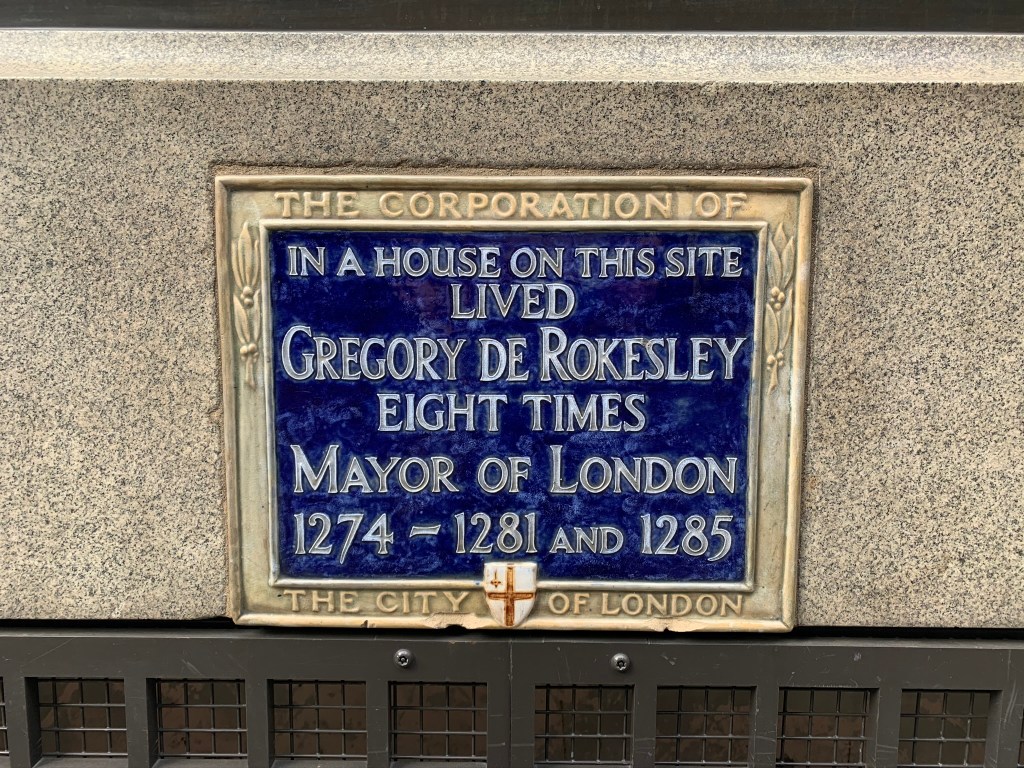 THE CORPORATION OF
IN A HOUSE ON THIS SITE
LIVED
GREGORY DE ROKESLEY
EIGHT TIMES
MAYOR OF LONDON
1274 – 1281 AND 1285
THE CITY OF LONDON